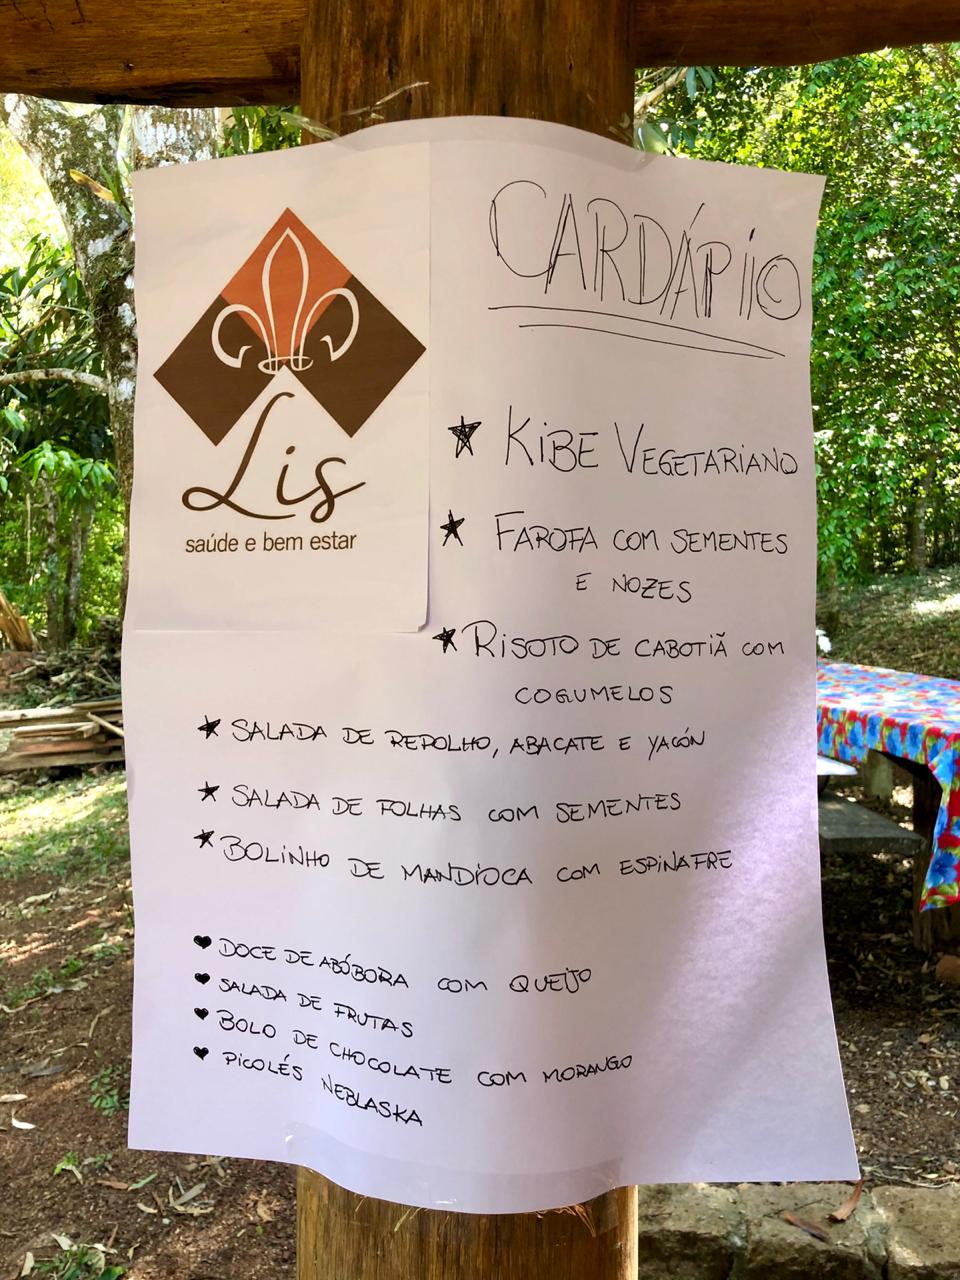 Lis
saúde e bem estar
CARDÁPIO
KIBE VEGETARIANO
FAROFA COM SEMENTES
E NOZES
RISOTO DE CABOTIÃ COM
COGUMELOS
SALADA DE REPOLHO, ABACATE E YACÓN
SALADA DE FOLHAS COM SEMENTES
BOLINHO DE MANDIOCA COM ESPINAFRE
DOCE DE ABÓBORA COM QUEIJO
SALADA DE FRUTAS
BOLO DE CHOCOLATE COM MORANGO
PICOLÉS NEBLASKA